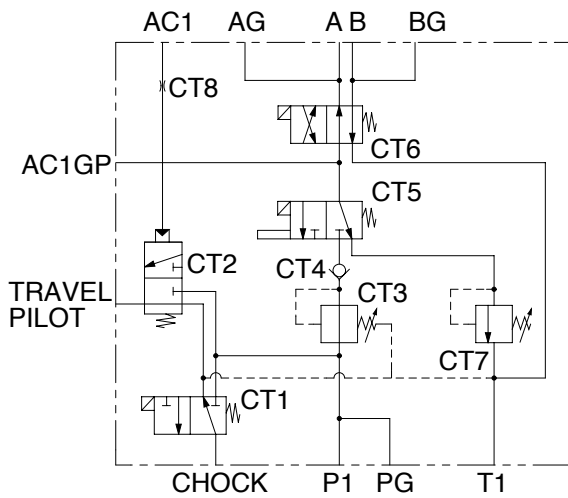 AC1 AG A B BG
CT8
CT6
AC1GP
CT5
CT2
CT4
TRAVEL
PILOT
CT3
CT7
CT1
CHOCK P1 PG T1